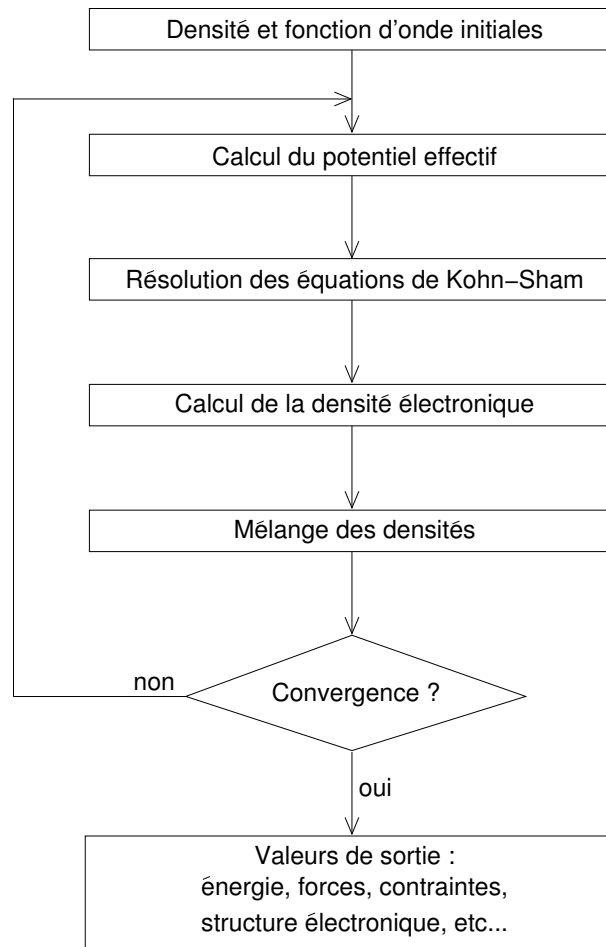 Densité et fonction d'onde initiales
Calcul du potentiel effectif
Résolution des équations de Kohn−Sham
Calcul de la densité électronique
Mélange des densités
non
Convergence ?
oui
Valeurs de sortie :
énergie, forces, contraintes,
structure électronique, etc...